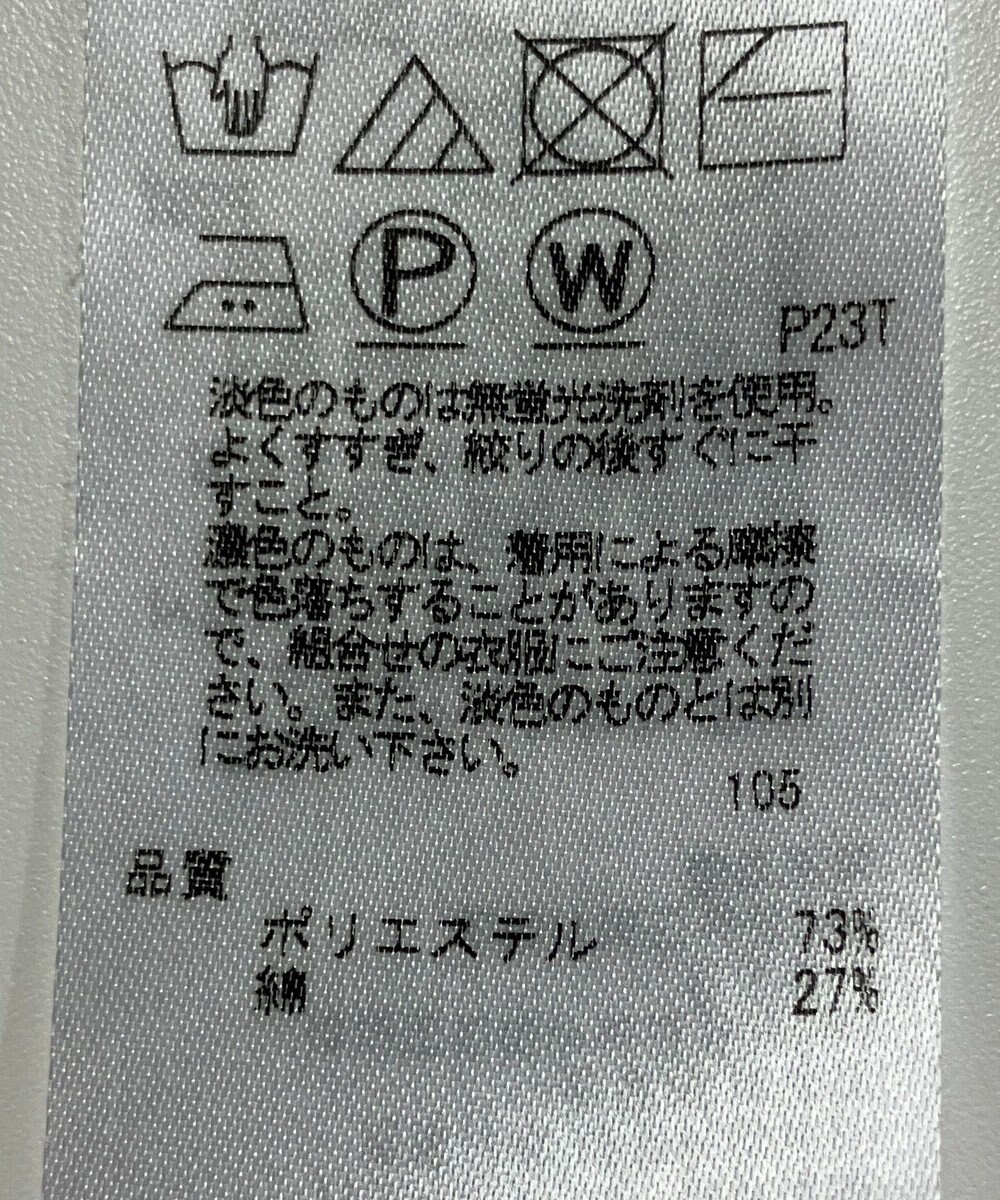 P
W
P23T
淡色のものは無蛍光洗剤を使用。
よくすすぎ、絞りの後すぐに干
すこと。
濃色のものは、着用による摩擦
で色落ちすることがありますの
で、組合せの衣服にご注意くだ
さい。また、淡色のものとは別
にお洗い下さい。
105
品質
ポリエステル 73%
綿 27%